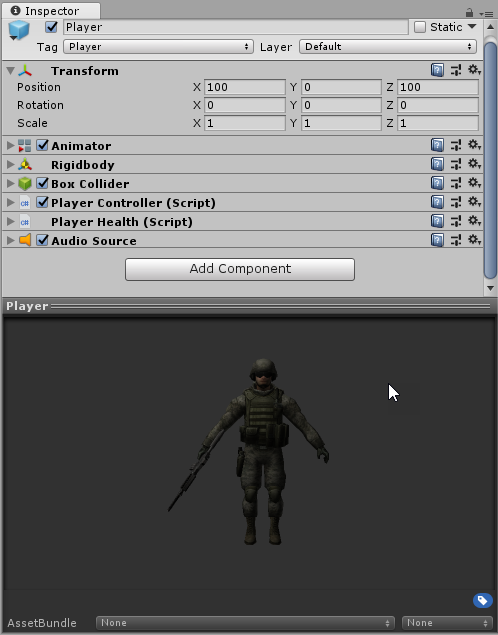 Inspector
Player
Static
Tag Player Layer Default
Transform
Position X 100 Y 0 Z 100
Rotation X 0 Y 0 Z 0
Scale X 1 Y 1 Z 1
Animator
Rigidbody
Box Collider
Player Controller (Script)
Player Health (Script)
Audio Source
Add Component
Player
AssetBundle None None